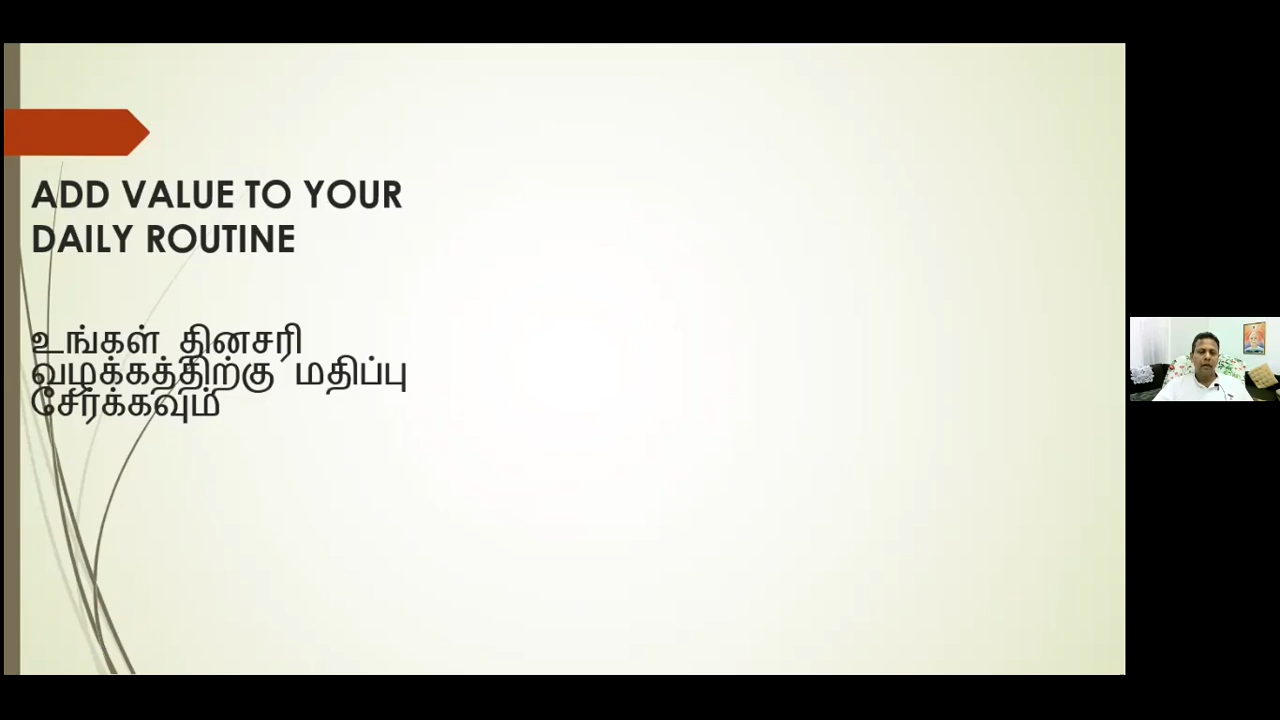 ADD VALUE TO YOUR
DAILY ROUTINE
உங்கள் தினசரி
வழக்கத்திற்கு மதிப்பு
சேர்க்கவும்